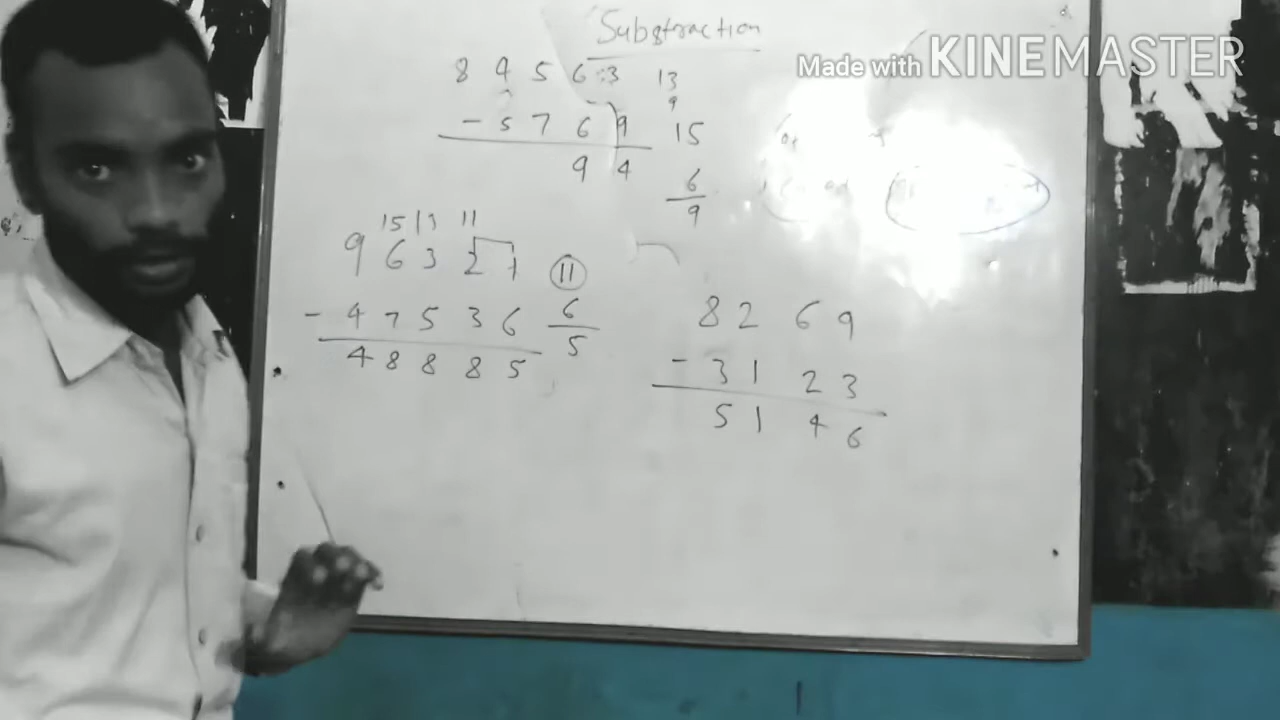 Substraction
Made with KINEMASTER
8 9 5 6 3 13
9
- 5 7 6 9 15
9 4
6
9
15 13 11
9 6 3 2 1 11
- 4 7 5 3 6 6
4 8 8 8 5 5
8 2 6 9
- 3 1 2 3
5 1 4 6